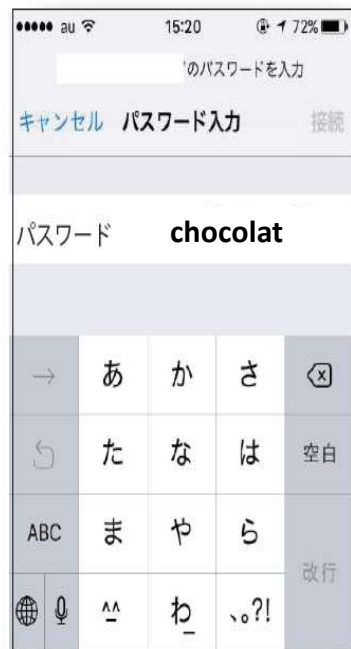 au 15:20 72%
'のパスワードを入力
キャンセル パスワード入力 接続
パスワード chocolat
→ あ か さ
た な は 空白
ABC ま や ら 改行
^^ わ 、。?!